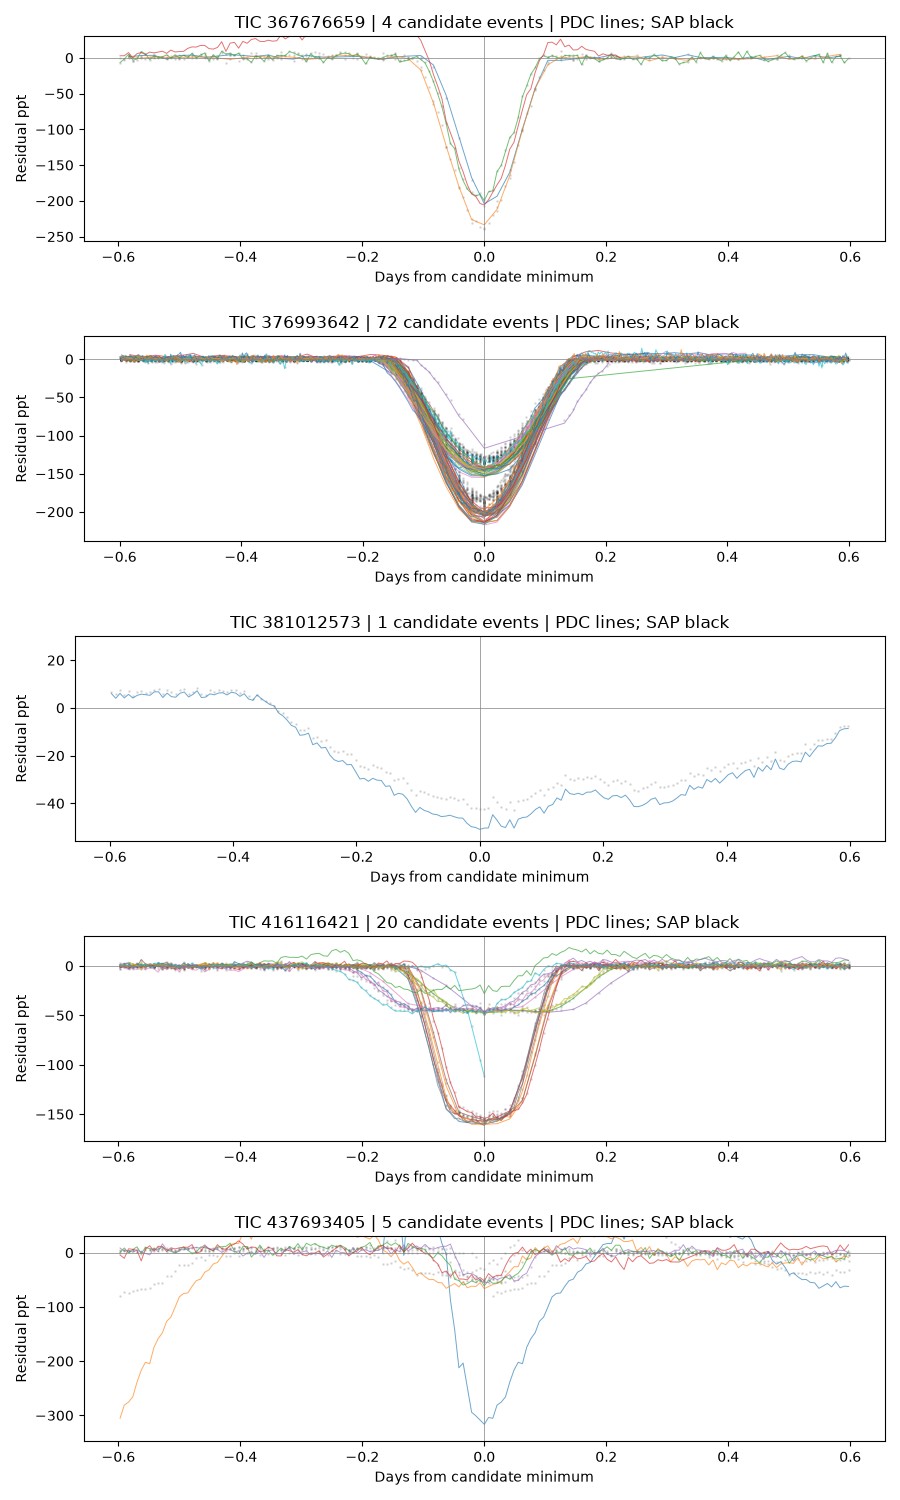 TIC 367676659 | 4 candidate events | PDC lines; SAP black
0
−50
−100
−150
−200
−250
Residual ppt
−0.6 −0.4 −0.2 0.0 0.2 0.4 0.6
Days from candidate minimum
TIC 376993642 | 72 candidate events | PDC lines; SAP black
0
−50
−100
−150
−200
Residual ppt
−0.6 −0.4 −0.2 0.0 0.2 0.4 0.6
Days from candidate minimum
TIC 381012573 | 1 candidate events | PDC lines; SAP black
20
0
−20
−40
Residual ppt
−0.6 −0.4 −0.2 0.0 0.2 0.4 0.6
Days from candidate minimum
TIC 416116421 | 20 candidate events | PDC lines; SAP black
0
−50
−100
−150
Residual ppt
−0.6 −0.4 −0.2 0.0 0.2 0.4 0.6
Days from candidate minimum
TIC 437693405 | 5 candidate events | PDC lines; SAP black
0
−100
−200
−300
Residual ppt
−0.6 −0.4 −0.2 0.0 0.2 0.4 0.6
Days from candidate minimum